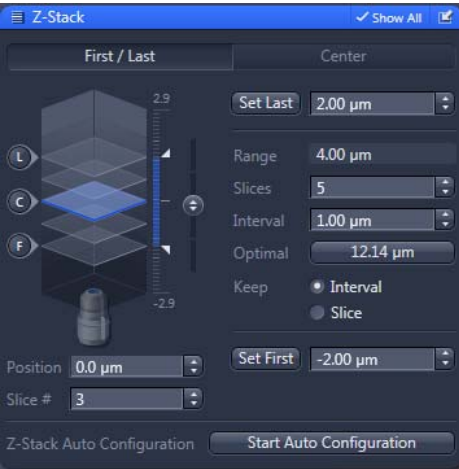 Z-Stack
Show All
First / Last
Center
2.9
L
C
F
-2.9
Set Last 2.00 µm
Range 4.00 µm
Slices 5
Interval 1.00 µm
Optimal 12.14 µm
Keep Interval
Slice
Set First -2.00 µm
Position 0.0 µm
Slice # 3
Z-Stack Auto Configuration Start Auto Configuration